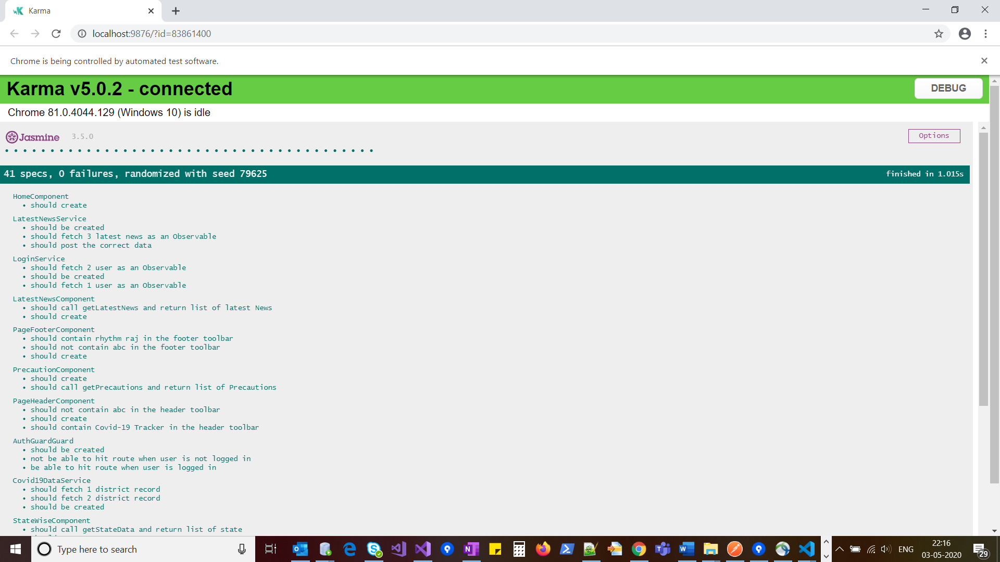 Karma
localhost:9876/?id=83861400
Chrome is being controlled by automated test software.
Karma v5.0.2 - connected
DEBUG
Chrome 81.0.4044.129 (Windows 10) is idle
Jasmine 3.5.0
Options
41 specs, 0 failures, randomized with seed 79625
finished in 1.015s
HomeComponent
• should create
LatestNewsService
• should be created
• should fetch 3 latest news as an Observable
• should post the correct data
LoginService
• should fetch 2 user as an Observable
• should be created
• should fetch 1 user as an Observable
LatestNewsComponent
• should call getLatestNews and return list of latest News
• should create
PageFooterComponent
• should contain rhythm raj in the footer toolbar
• should not contain abc in the footer toolbar
• should create
PrecautionComponent
• should create
• should call getPrecautions and return list of Precautions
PageHeaderComponent
• should not contain abc in the header toolbar
• should create
• should contain Covid-19 Tracker in the header toolbar
AuthGuardGuard
• should be created
• not be able to hit route when user is not logged in
• be able to hit route when user is logged in
Covid19DataService
• should fetch 1 district record
• should fetch 2 district record
• should be created
StateWiseComponent
• should call getStateData and return list of state
Type here to search
ENG
22:16
03-05-2020
29